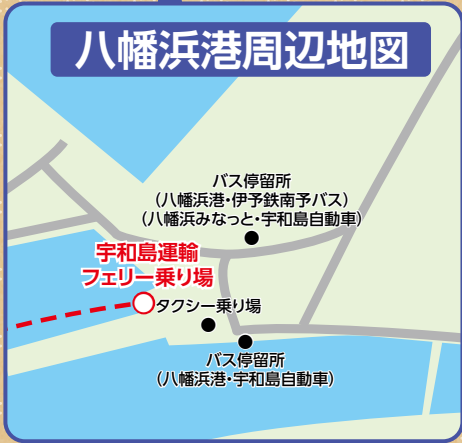 八幡浜港周辺地図
バス停留所
(八幡浜港・伊予鉄南予バス)
(八幡浜みなっと・宇和島自動車)
宇和島運輸
フェリー乗り場
タクシー乗り場
バス停留所
(八幡浜港・宇和島自動車)